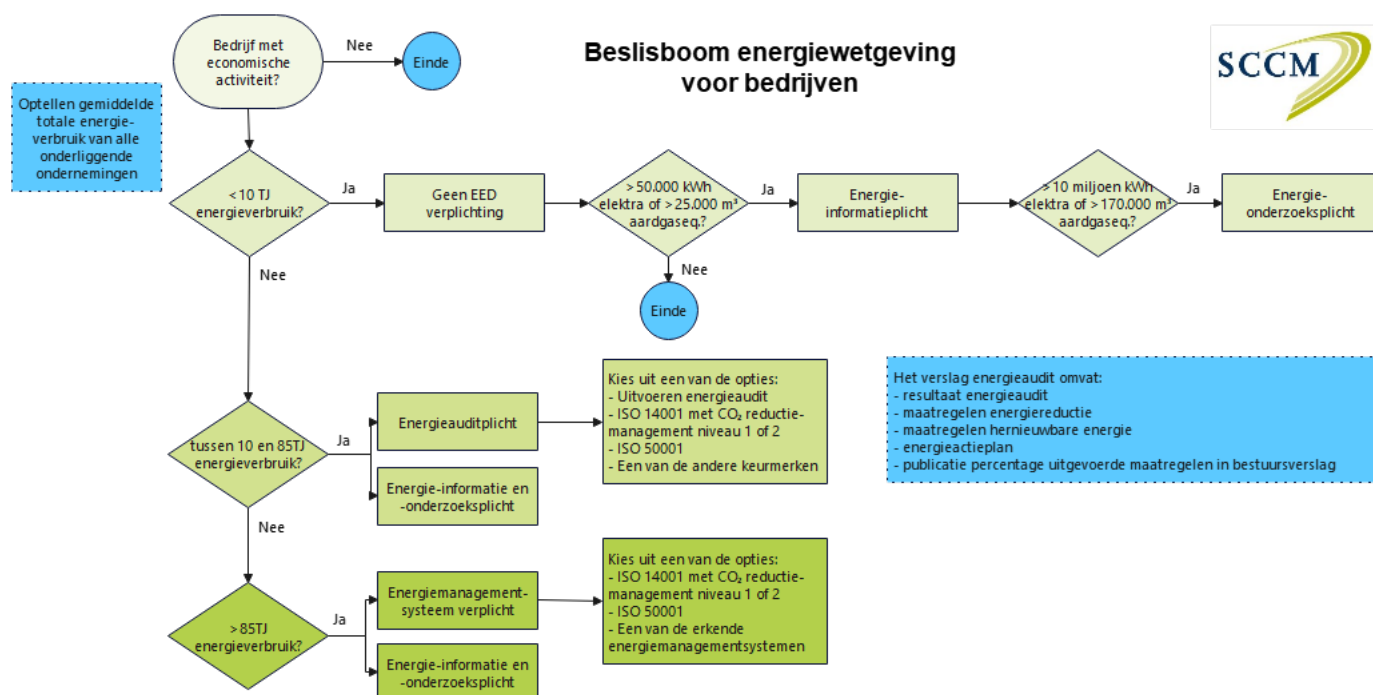 Beslisboom energiewetgeving
voor bedrijven
SCCM
Bedrijf met
economische
activiteit?
Nee
Einde
Optellen gemiddelde
totale energie-
verbruik van alle
onderliggende
ondernemingen
<10 TJ
energieverbruik?
Ja
Geen EED
verplichting
>50.000 kWh
elektra of >25.000 m³
aardgaseq.?
Ja
Energie-
informatieplicht
>10 miljoen kWh
elektra of >170.000 m³
aardgaseq.?
Ja
Energie-
onderzoeksplicht
Nee
Nee
Einde
tussen 10 en 85TJ
energieverbruik?
Ja
Energieauditplicht
Energie-informatie en
-onderzoeksplicht
Kies uit een van de opties:
- Uitvoeren energieaudit
- ISO 14001 met CO₂ reductie-
management niveau 1 of 2
- ISO 50001
- Een van de andere keurmerken
Het verslag energieaudit omvat:
- resultaat energieaudit
- maatregelen energiereductie
- maatregelen hernieuwbare energie
- energieactieplan
- publicatie percentage uitgevoerde maatregelen in bestuursverslag
Nee
>85TJ
energieverbruik?
Ja
Energiemanagement-
systeem verplicht
Energie-informatie en
-onderzoeksplicht
Kies uit een van de opties:
- ISO 14001 met CO₂ reductie-
management niveau 1 of 2
- ISO 50001
- Een van de erkende
energiemanagementsystemen